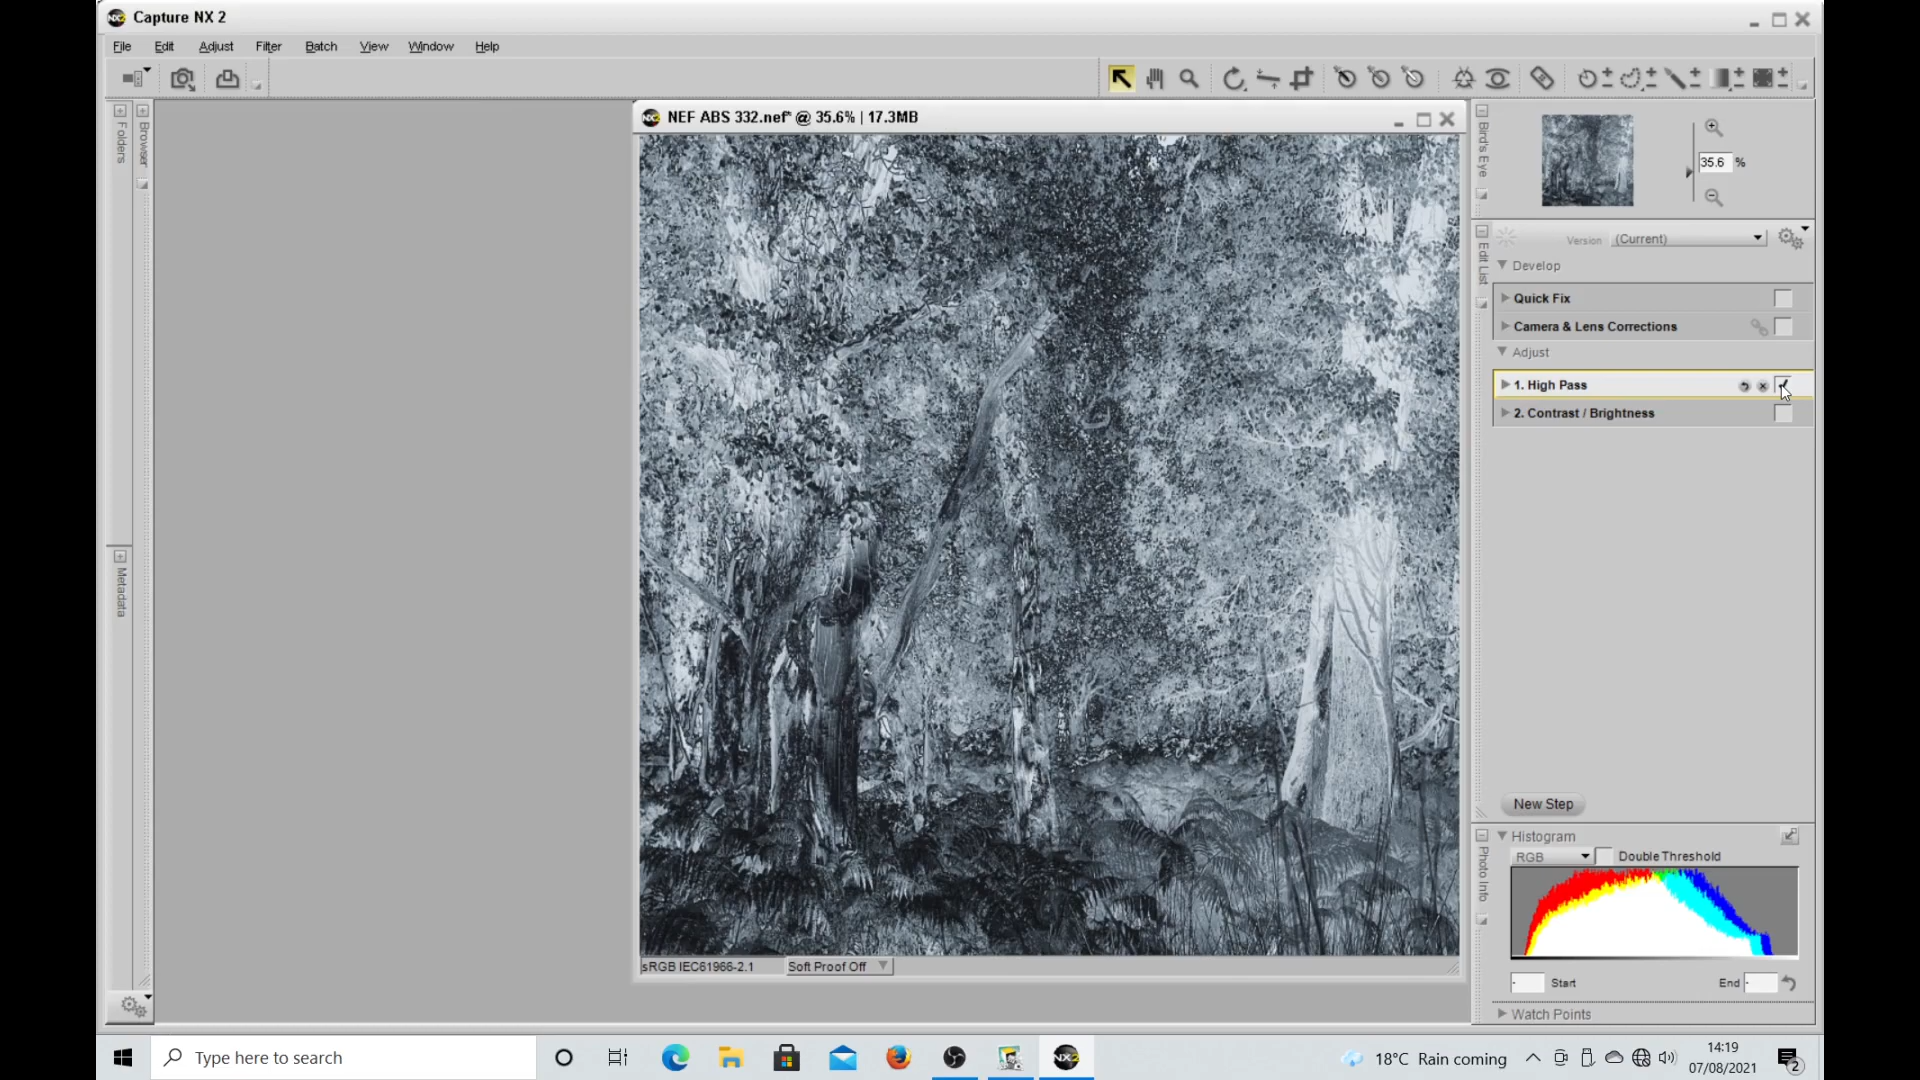 Capture NX 2
File Edit Adjust Filter Batch View Window Help
Folders
Browser
Metadata
NEF ABS 332.nef* @ 35.6% | 17.3MB
sRGB IEC61966-2.1 Soft Proof Off
Bird's Eye
35.6 %
Edit List
Version (Current)
Develop
Quick Fix
Camera & Lens Corrections
Adjust
1. High Pass
2. Contrast / Brightness
New Step
Photo Info
Histogram
RGB Double Threshold
- Start End -
Watch Points
Type here to search
NX2
18°C Rain coming
14:19
07/08/2021
2